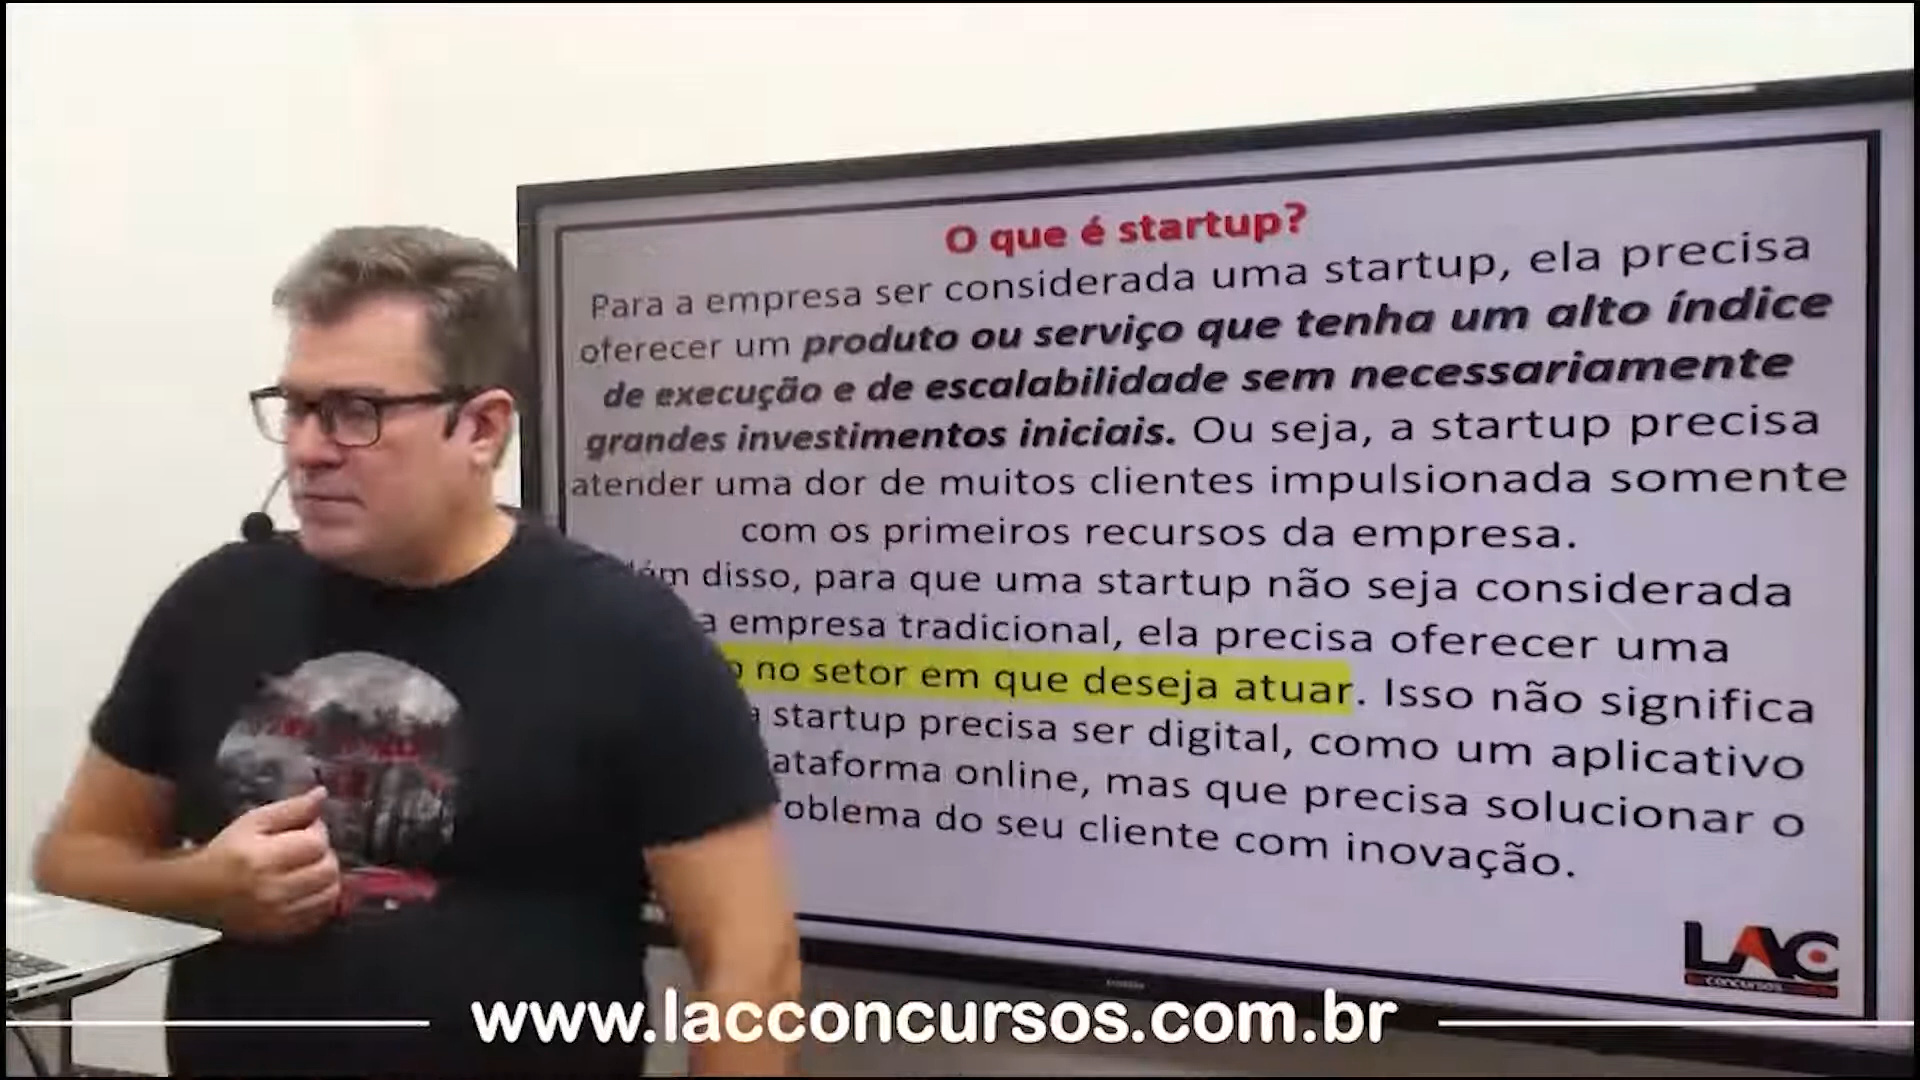 O que é startup?
Para a empresa ser considerada uma startup, ela precisa
oferecer um produto ou serviço que tenha um alto índice
de execução e de escalabilidade sem necessariamente
grandes investimentos iniciais. Ou seja, a startup precisa
atender uma dor de muitos clientes impulsionada somente
com os primeiros recursos da empresa.
disso, para que uma startup não seja considerada
empresa tradicional, ela precisa oferecer uma
no setor em que deseja atuar. Isso não significa
startup precisa ser digital, como um aplicativo
ataforma online, mas que precisa solucionar o
oblema do seu cliente com inovação.
LAC
concursos
www.lacconcursos.com.br